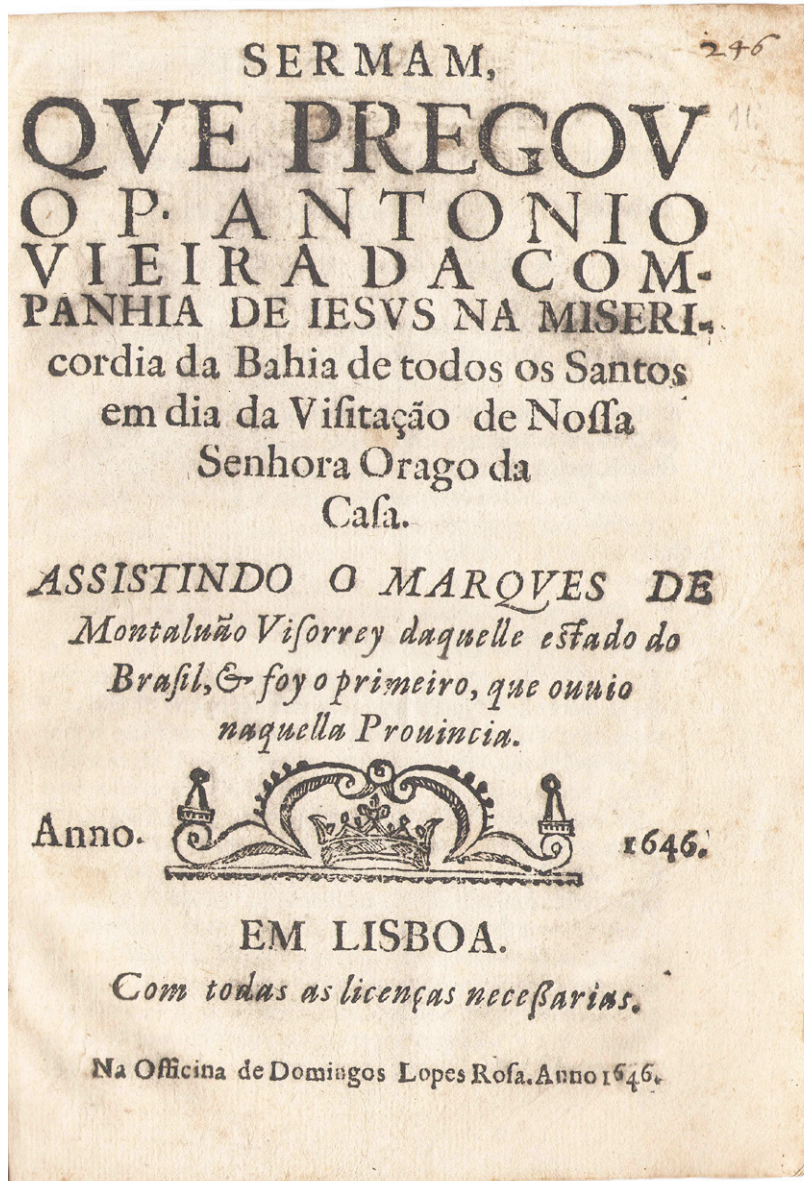 246
SERMAM,
QVE PREGOV
O P. ANTONIO
VIEIRA DA COM-
PANHIA DE IESVS NA MISERI-
cordia da Bahia de todos os Santos
em dia da Viſitação de Noſſa
Senhora Orago da
Caſa.
ASSISTINDO O MARQVES DE
Montaluão Viſorrey daquelle eſtado do
Braſil, & foy o primeiro, que ouuio
naquella Prouincia.
Anno. 1646.
EM LISBOA.
Com todas as licenças neceßarias.
Na Officina de Domingos Lopes Roſa. Anno 1646.